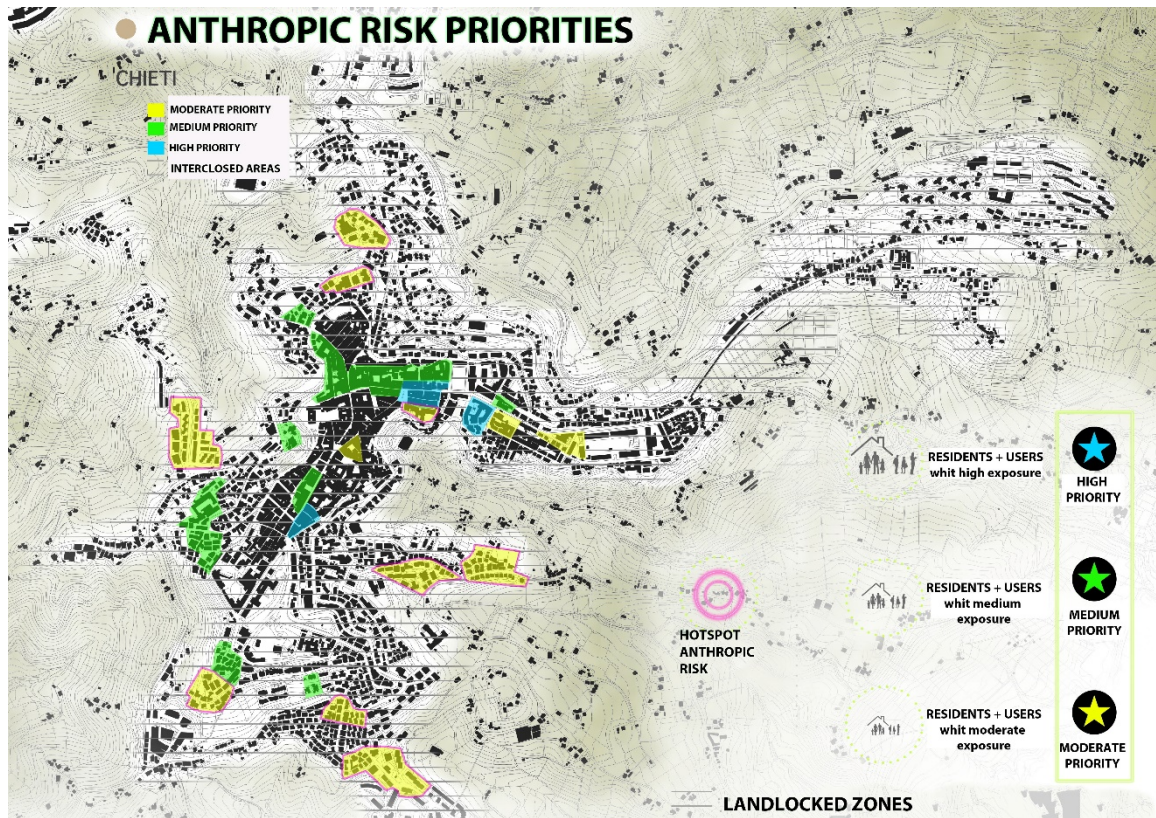 ANTHROPIC RISK PRIORITIES
CHIETI
MODERATE PRIORITY
MEDIUM PRIORITY
HIGH PRIORITY
INTERCLOSED AREAS
RESIDENTS + USERS
whit high exposure
HIGH
PRIORITY
HOTSPOT
ANTHROPIC
RISK
RESIDENTS + USERS
whit medium
exposure
MEDIUM
PRIORITY
RESIDENTS + USERS
whit moderate
exposure
MODERATE
PRIORITY
LANDLOCKED ZONES